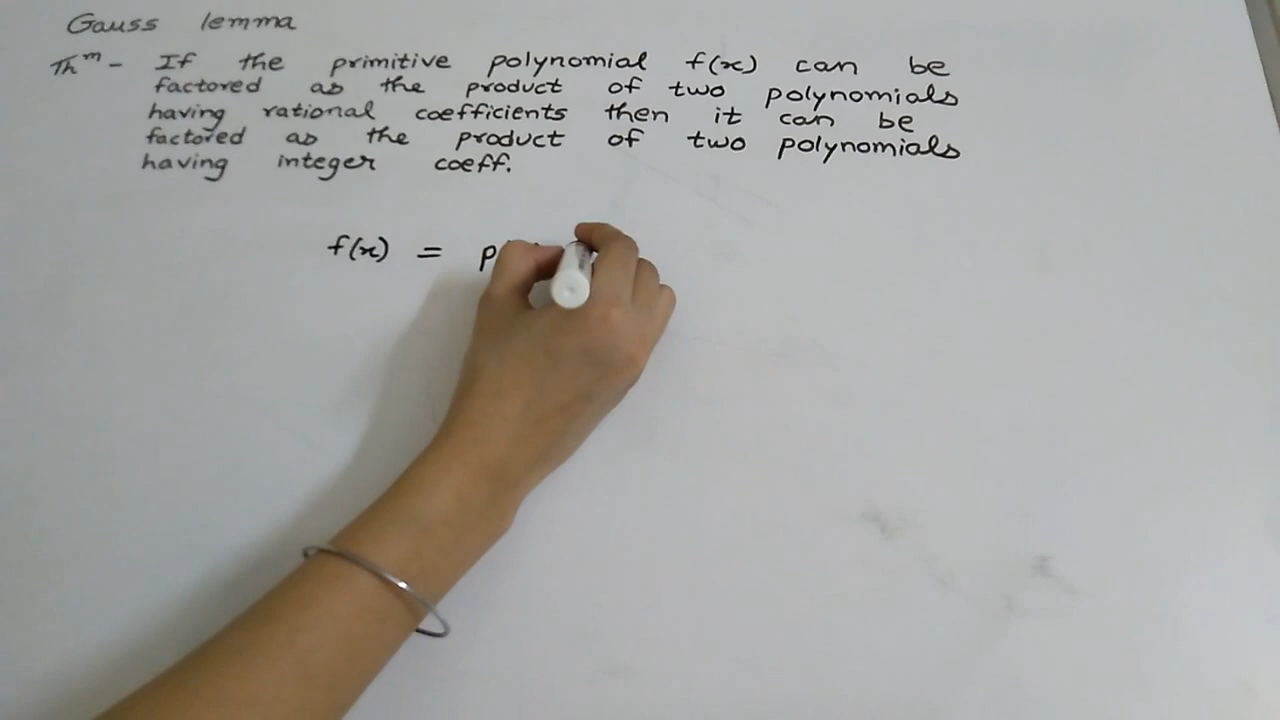 Gauss lemma
Thᵐ - If the primitive polynomial f(x) can be
factored as the product of two polynomials
having rational coefficients then it can be
factored as the product of two polynomials
having integer coeff.
f(x) = p